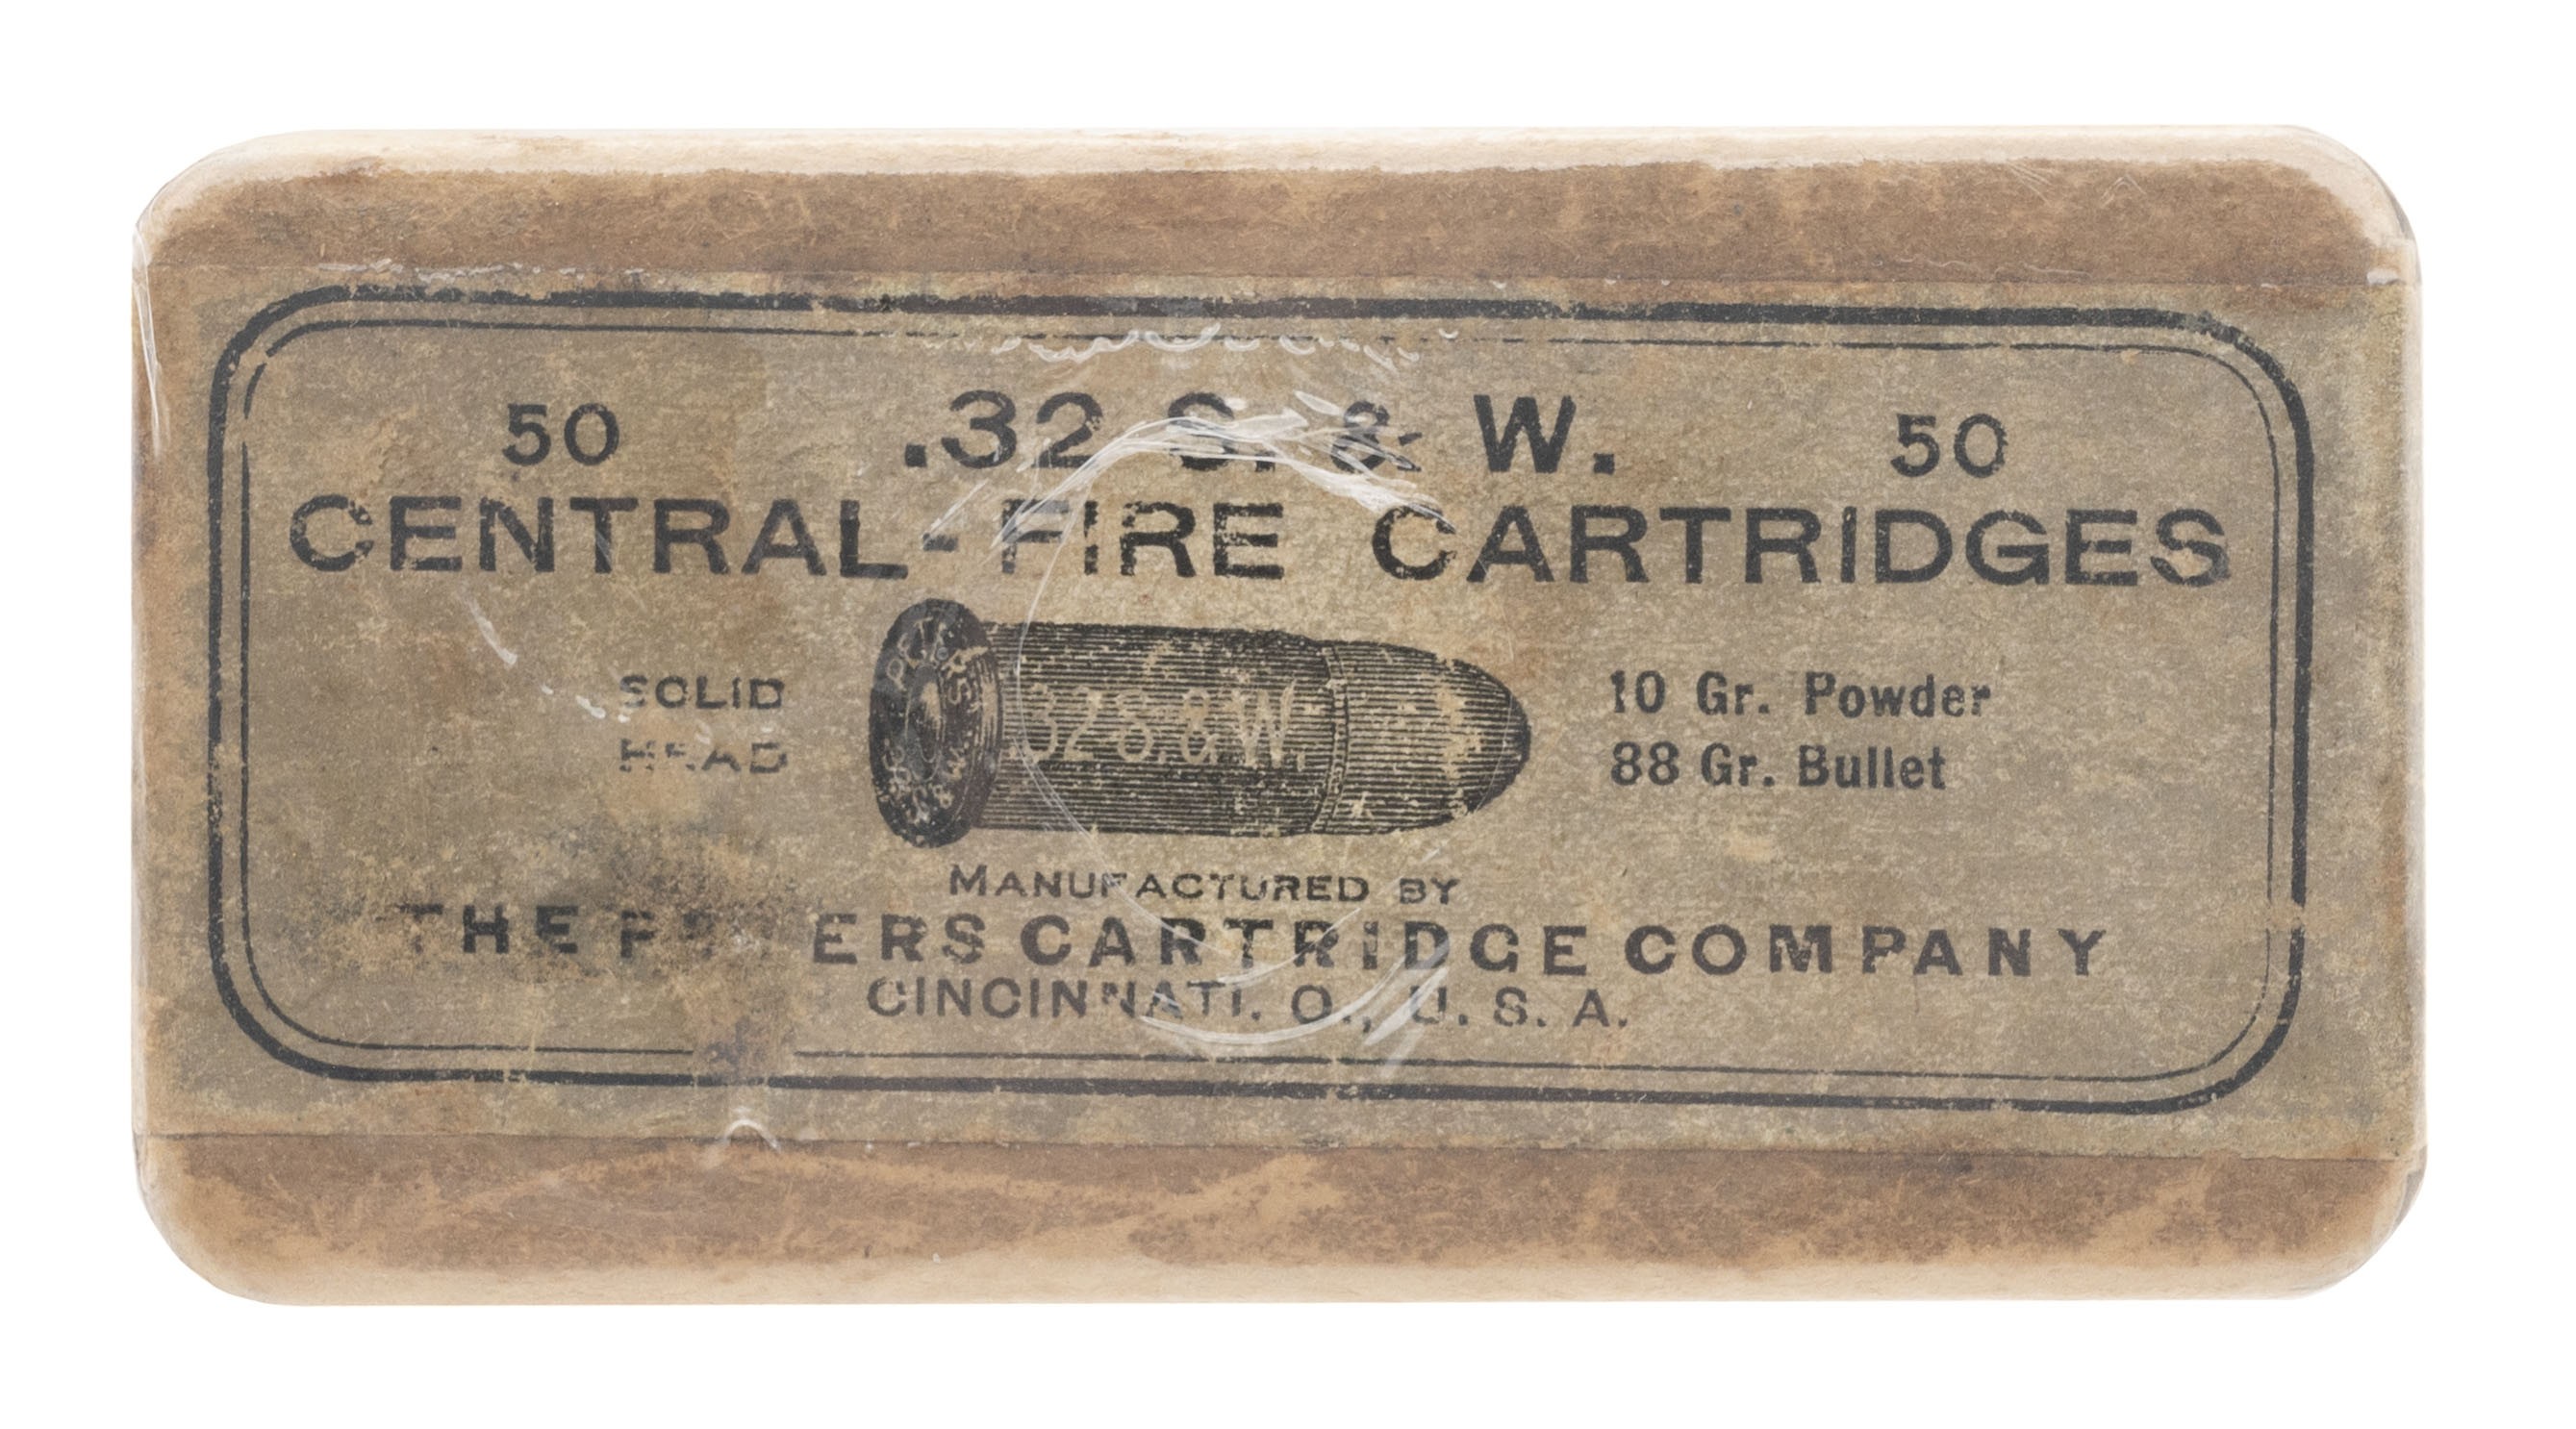 50 .32 S. & W. 50
CENTRAL-FIRE CARTRIDGES
SOLID
HEAD
32 S.& W.
10 Gr. Powder
88 Gr. Bullet
MANUFACTURED BY
THE PETERS CARTRIDGE COMPANY
CINCINNATI. O., U. S. A.